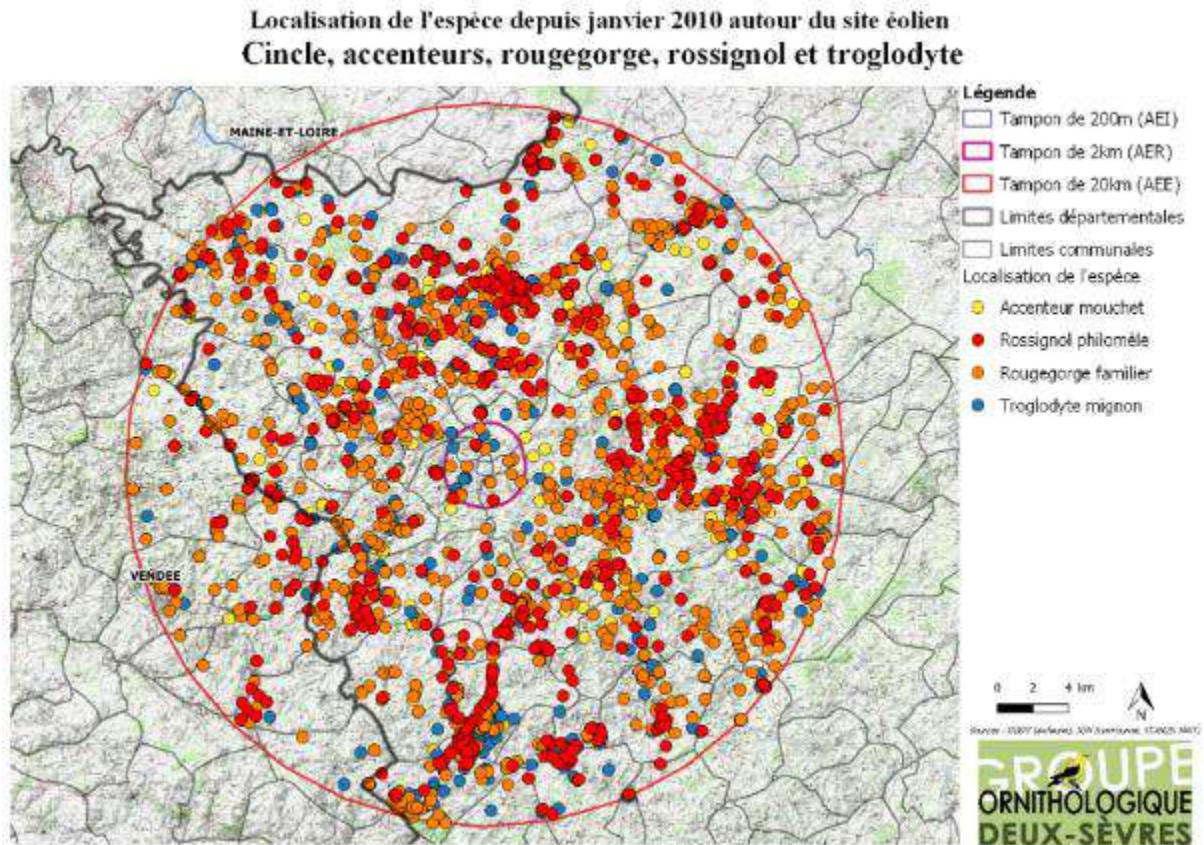 Localisation de l'espéce depuis janvier 2010 autour du site éolien
Cincle, accenteurs, rougegorge, rossignol et troglodyte
MAINE-ET-LOIRE
VENDEE
Légende
Tampon de 200m (AEI)
Tampon de 2km (AER)
Tampon de 20km (AEE)
Limites départementales
Limites communales
Localisation de l'espéce
Accenteur mouchet
Rossignol philomèle
Rougegorge familier
Troglodyte mignon
0 2 4 km
N
GROUPE
ORNITHOLOGIQUE
DEUX-SÈVRES